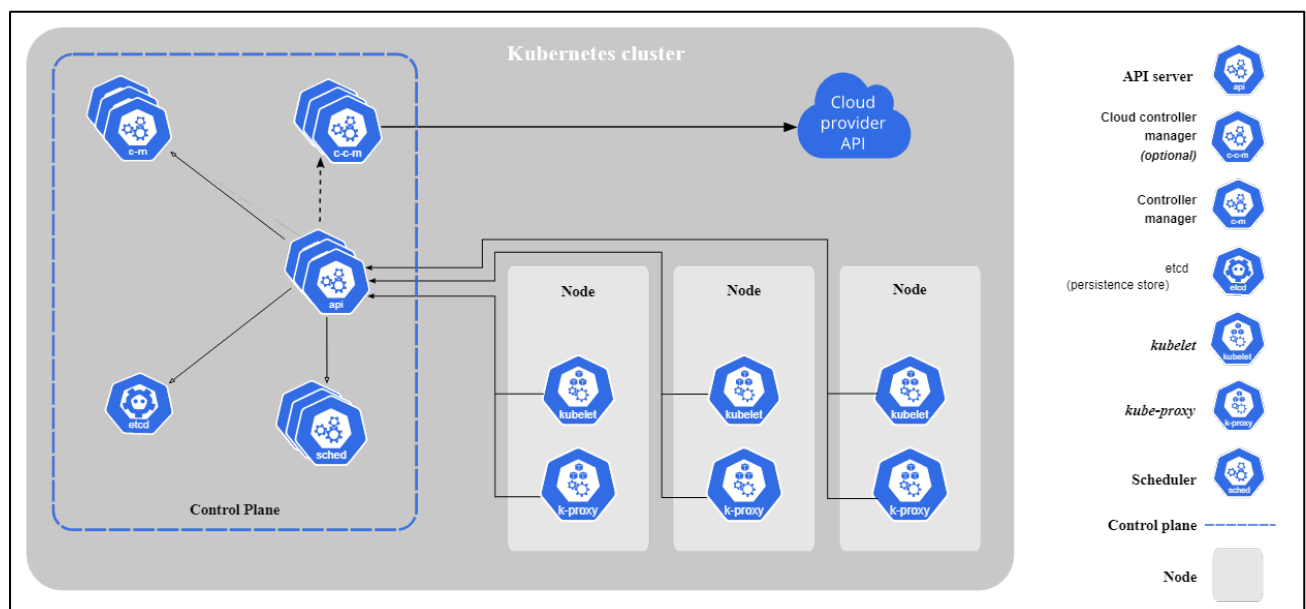 Kubernetes cluster
c-m
c-c-m
Cloud
provider
API
api
etcd
sched
Control Plane
Node
kubelet
k-proxy
Node
kubelet
k-proxy
Node
kubelet
k-proxy
API server
api
Cloud controller
manager
(optional)
c-c-m
Controller
manager
c-m
etcd
(persistence store)
etcd
kubelet
kubelet
kube-proxy
k-proxy
Scheduler
sched
Control plane
Node